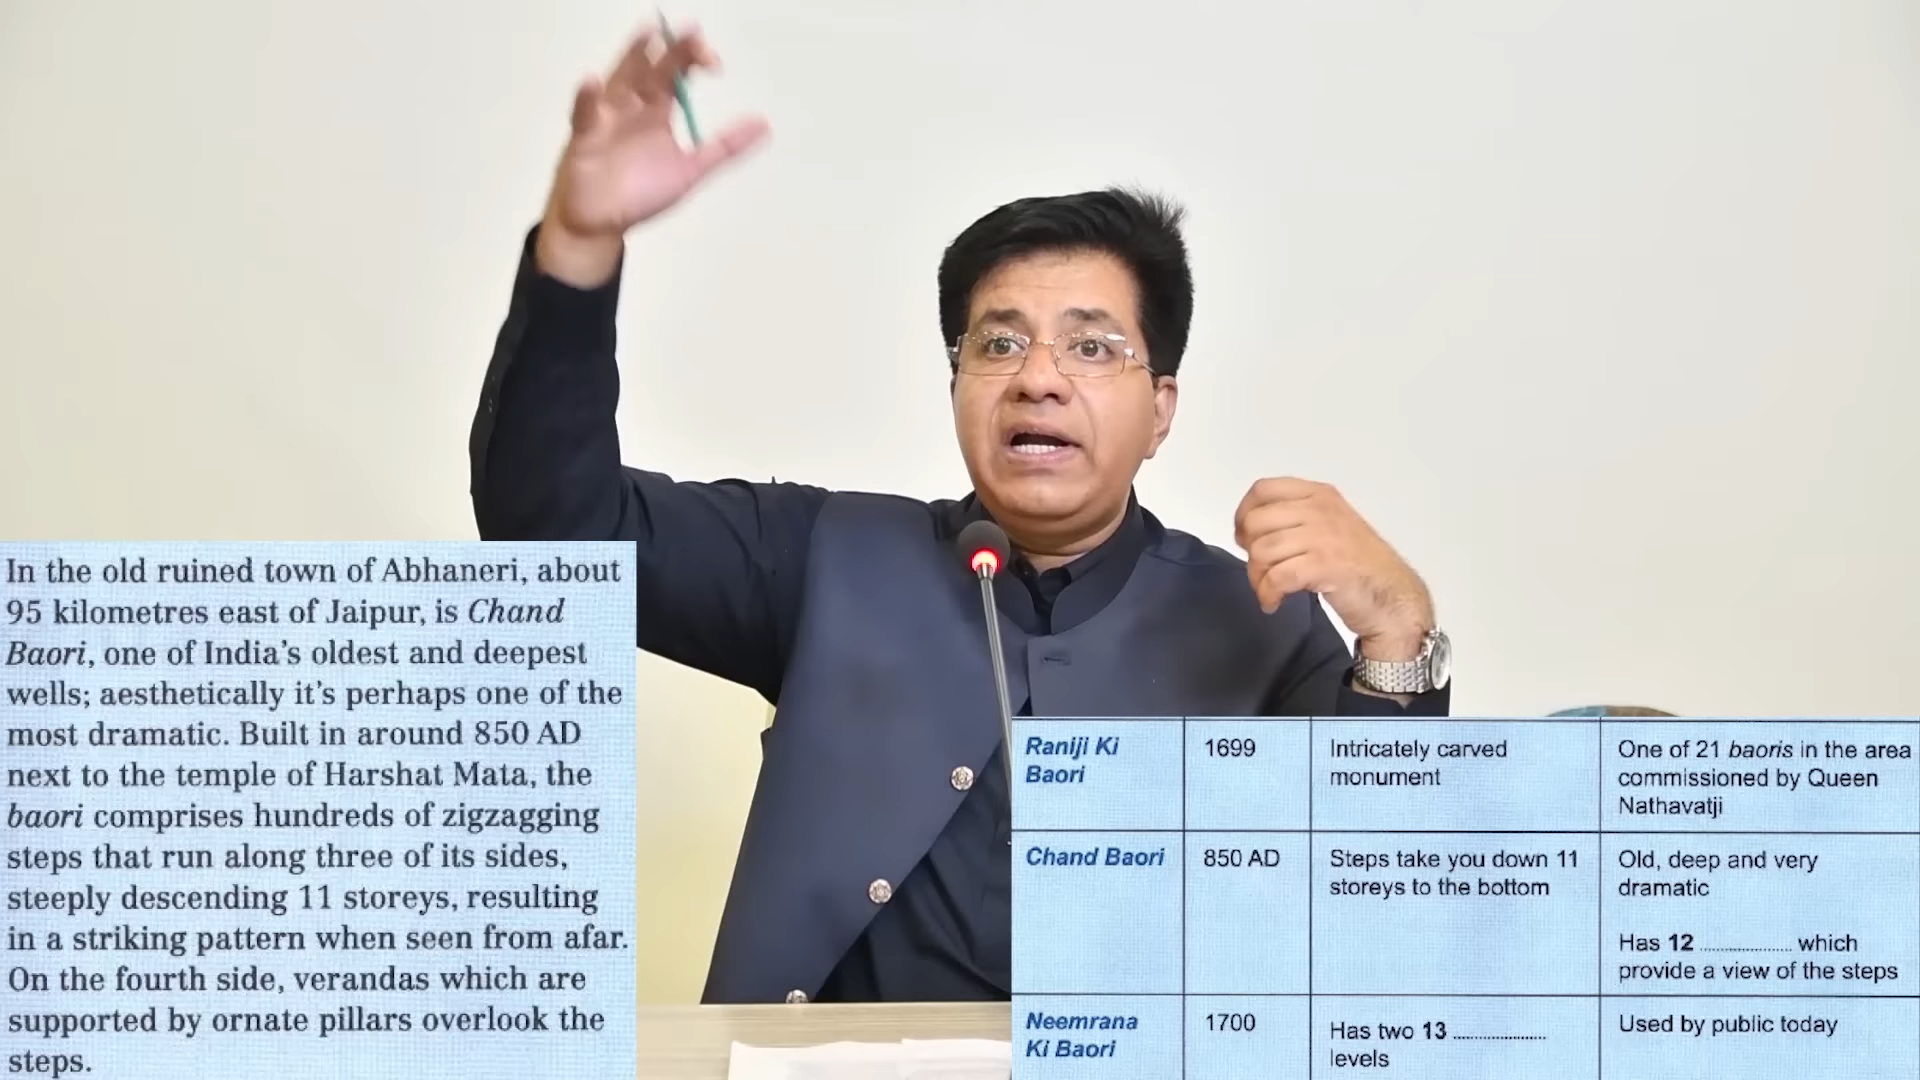 In the old ruined town of Abhaneri, about
95 kilometres east of Jaipur, is Chand
Baori, one of India's oldest and deepest
wells; aesthetically it's perhaps one of the
most dramatic. Built in around 850 AD
next to the temple of Harshat Mata, the
baori comprises hundreds of zigzagging
steps that run along three of its sides,
steeply descending 11 storeys, resulting
in a striking pattern when seen from afar.
On the fourth side, verandas which are
supported by ornate pillars overlook the
steps.
Raniji Ki
Baori
1699
Intricately carved
monument
One of 21 baoris in the area
commissioned by Queen
Nathavatji
Chand Baori
850 AD
Steps take you down 11
storeys to the bottom
Old, deep and very
dramatic
Has 12 .................... which
provide a view of the steps
Neemrana
Ki Baori
1700
Has two 13 ....................
levels
Used by public today